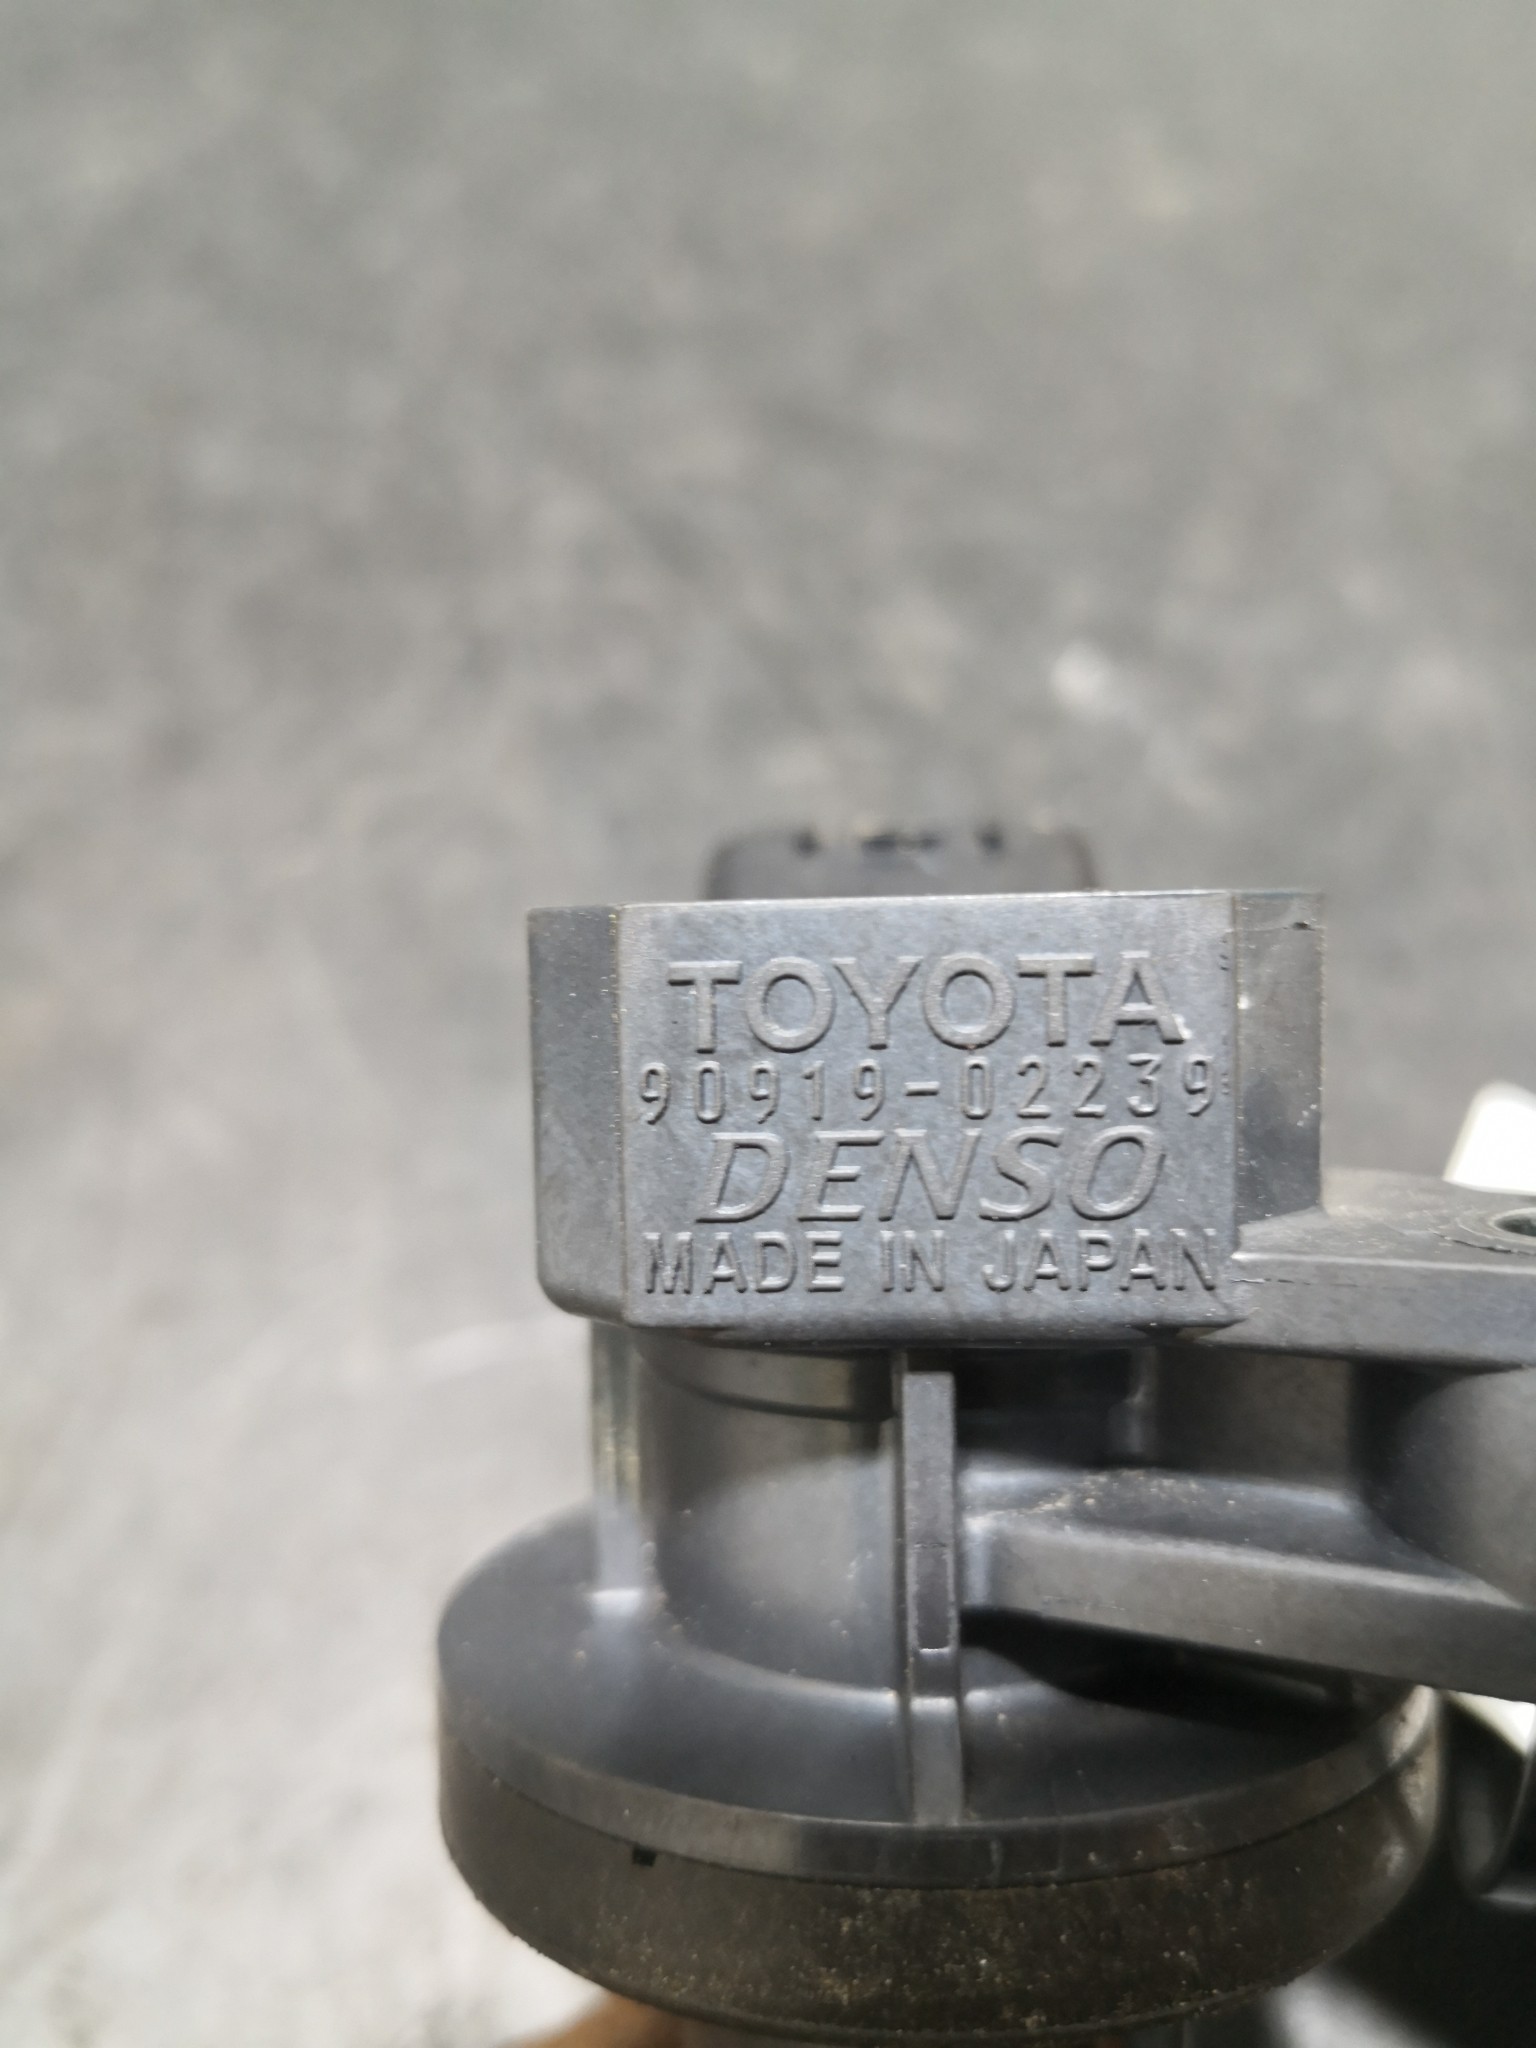 TOYOTA
90919-02239
DENSO
MADE IN JAPAN